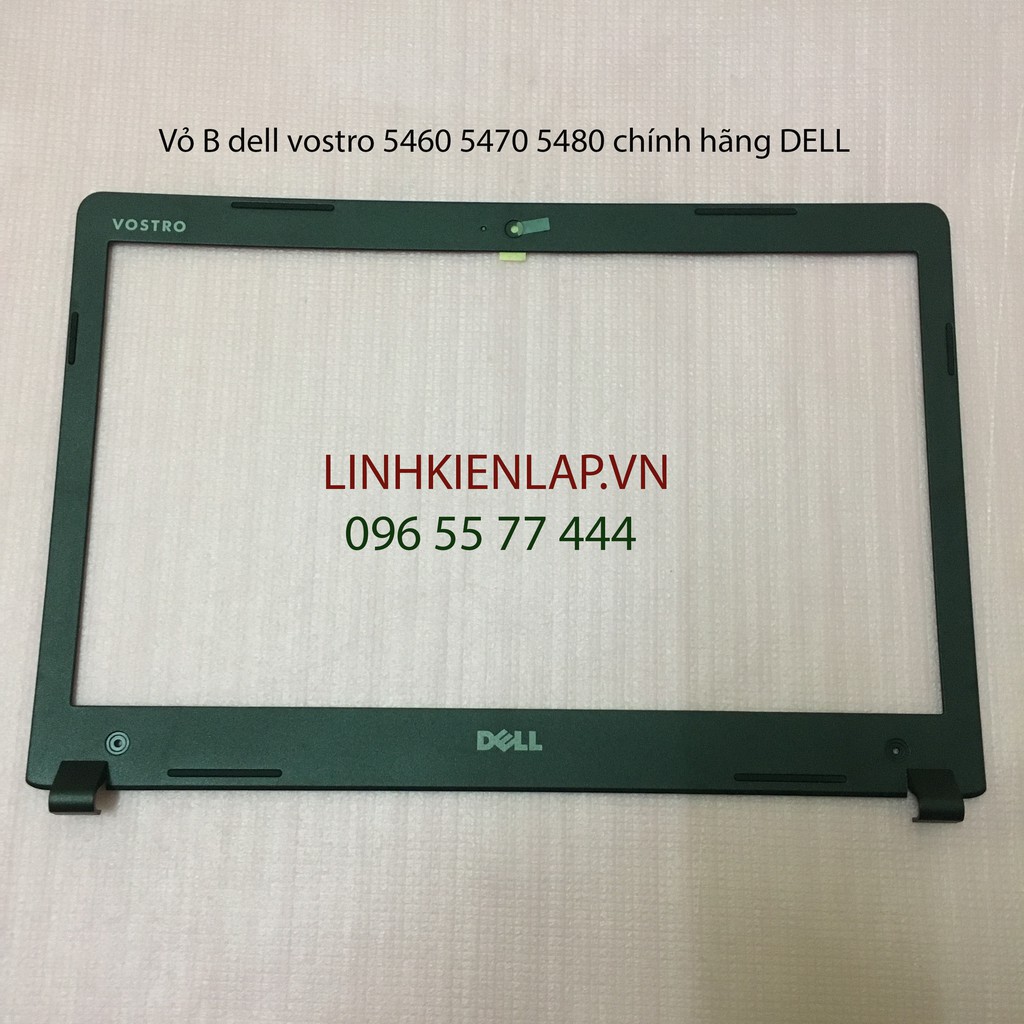 Vỏ B dell vostro 5460 5470 5480 chính hãng DELL
VOSTRO
LINHKIENLAP.VN
096 55 77 444
DELL